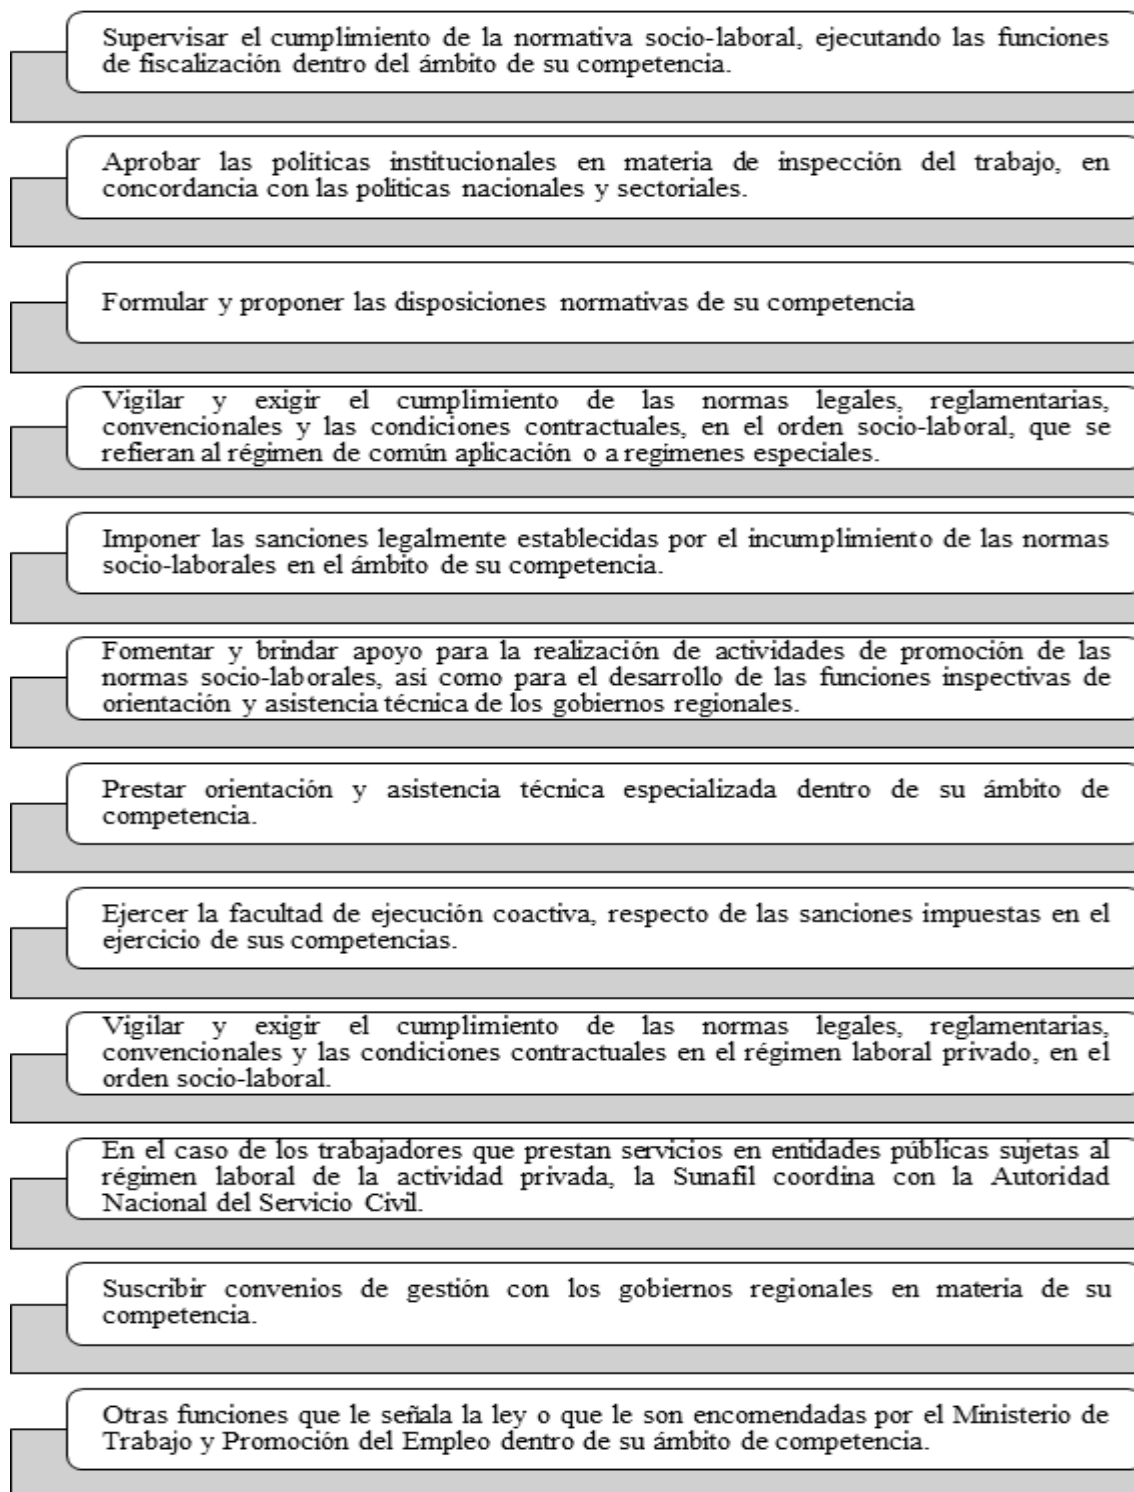 Supervisar el cumplimiento de la normativa socio-laboral, ejecutando las funciones
de fiscalización dentro del ámbito de su competencia.
Aprobar las políticas institucionales en materia de inspección del trabajo, en
concordancia con las políticas nacionales y sectoriales.
Formular y proponer las disposiciones normativas de su competencia
Vigilar y exigir el cumplimiento de las normas legales, reglamentarias,
convencionales y las condiciones contractuales, en el orden socio-laboral, que se
refieran al régimen de común aplicación o a regímenes especiales.
Imponer las sanciones legalmente establecidas por el incumplimiento de las normas
socio-laborales en el ámbito de su competencia.
Fomentar y brindar apoyo para la realización de actividades de promoción de las
normas socio-laborales, así como para el desarrollo de las funciones inspectivas de
orientación y asistencia técnica de los gobiernos regionales.
Prestar orientación y asistencia técnica especializada dentro de su ámbito de
competencia.
Ejercer la facultad de ejecución coactiva, respecto de las sanciones impuestas en el
ejercicio de sus competencias.
Vigilar y exigir el cumplimiento de las normas legales, reglamentarias,
convencionales y las condiciones contractuales en el régimen laboral privado, en el
orden socio-laboral.
En el caso de los trabajadores que prestan servicios en entidades públicas sujetas al
régimen laboral de la actividad privada, la Sunafil coordina con la Autoridad
Nacional del Servicio Civil.
Suscribir convenios de gestión con los gobiernos regionales en materia de su
competencia.
Otras funciones que le señala la ley o que le son encomendadas por el Ministerio de
Trabajo y Promoción del Empleo dentro de su ámbito de competencia.